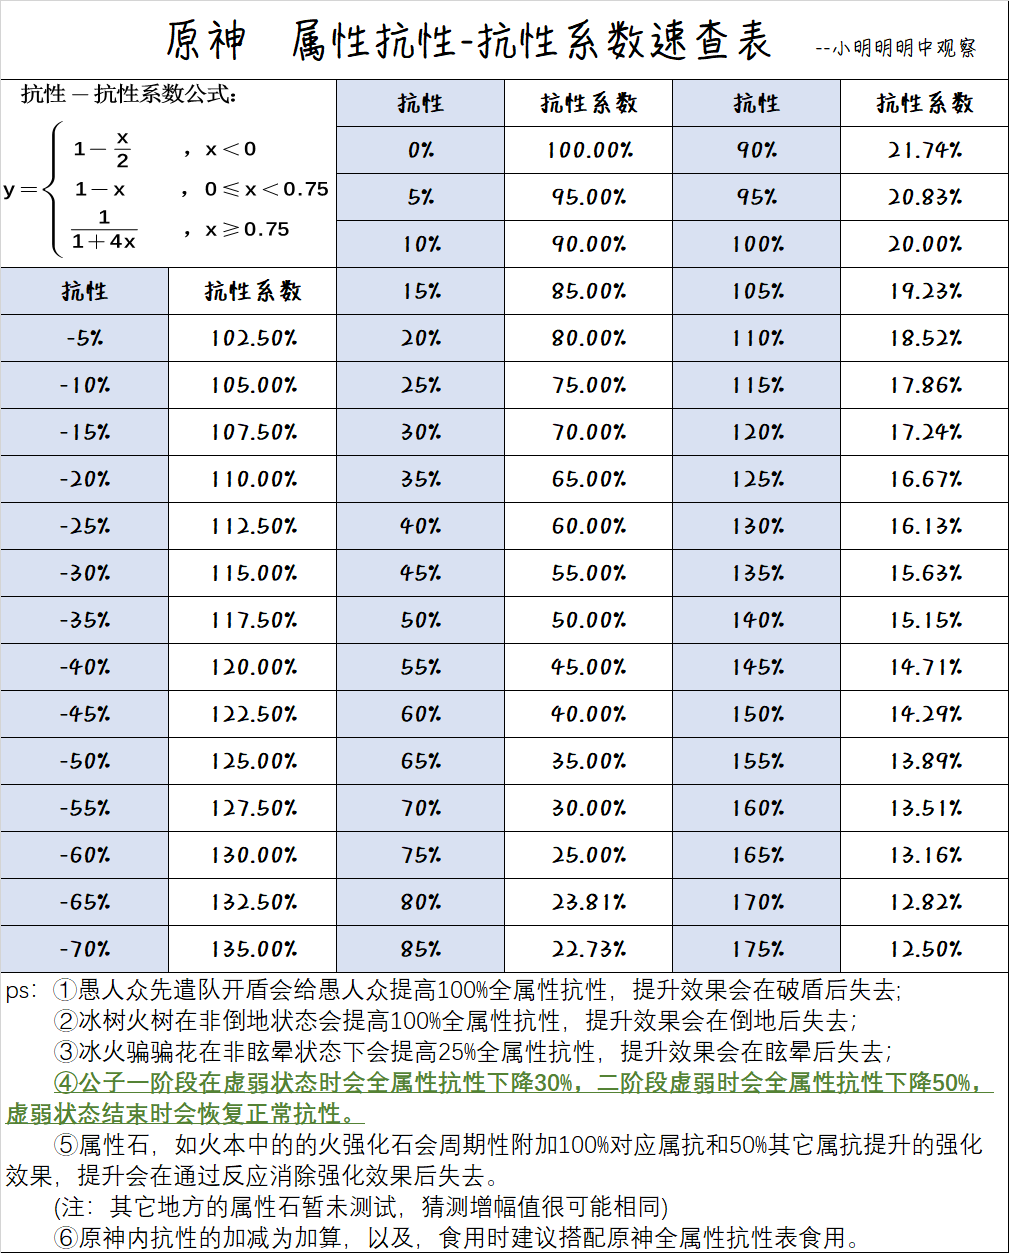 原神 属性抗性-抗性系数速查表 --小明明明中观察
抗性－抗性系数公式：
y＝{
1－x/2 ，x＜0
1－x ，0≤x＜0.75
1/(1＋4x) ，x≥0.75
抗性 抗性系数 抗性 抗性系数
0% 100.00% 90% 21.74%
5% 95.00% 95% 20.83%
10% 90.00% 100% 20.00%
抗性 抗性系数 15% 85.00% 105% 19.23%
-5% 102.50% 20% 80.00% 110% 18.52%
-10% 105.00% 25% 75.00% 115% 17.86%
-15% 107.50% 30% 70.00% 120% 17.24%
-20% 110.00% 35% 65.00% 125% 16.67%
-25% 112.50% 40% 60.00% 130% 16.13%
-30% 115.00% 45% 55.00% 135% 15.63%
-35% 117.50% 50% 50.00% 140% 15.15%
-40% 120.00% 55% 45.00% 145% 14.71%
-45% 122.50% 60% 40.00% 150% 14.29%
-50% 125.00% 65% 35.00% 155% 13.89%
-55% 127.50% 70% 30.00% 160% 13.51%
-60% 130.00% 75% 25.00% 165% 13.16%
-65% 132.50% 80% 23.81% 170% 12.82%
-70% 135.00% 85% 22.73% 175% 12.50%
ps：①愚人众先遣队开盾会给愚人众提高100%全属性抗性，提升效果会在破盾后失去；
②冰树火树在非倒地状态会提高100%全属性抗性，提升效果会在倒地后失去；
③冰火骗骗花在非眩晕状态下会提高25%全属性抗性，提升效果会在眩晕后失去；
④公子一阶段在虚弱状态时会全属性抗性下降30%，二阶段虚弱时会全属性抗性下降50%，
虚弱状态结束时会恢复正常抗性。
⑤属性石，如火本中的的火强化石会周期性附加100%对应属抗和50%其它属抗提升的强化
效果，提升会在通过反应消除强化效果后失去。
(注：其它地方的属性石暂未测试，猜测增幅值很可能相同)
⑥原神内抗性的加减为加算，以及，食用时建议搭配原神全属性抗性表食用。